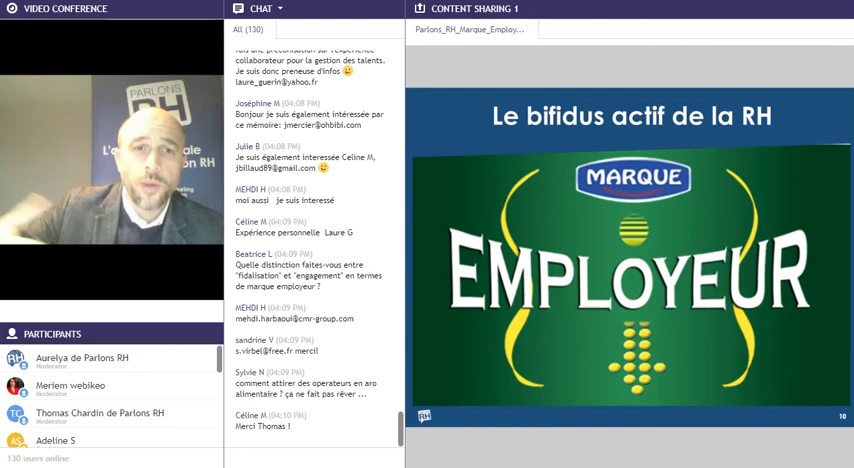 VIDEO CONFERENCE
PARLONS
RH
PARTICIPANTS
RH
Aurelya de Parlons RH
Moderator
Meriem webikeo
Moderator
TC
Thomas Chardin de Parlons RH
Moderator
AS
Adeline S
130 users online
CHAT
All (130)
fais une préconisation sur l'expérience
collaborateur pour la gestion des talents.
Je suis donc preneuse d'infos 🙂
laure_guerin@yahoo.fr
Joséphine M (04:08 PM)
Bonjour je suis également intéressée par
ce mémoire: jmercier@ohbibi.com
Julie B (04:08 PM)
Je suis également interessée Celine M,
jbillaud89@gmail.com 🙂
MEHDI H (04:08 PM)
moi aussi je suis interessé
Céline M (04:09 PM)
Expérience personnelle Laure G
Beatrice L (04:09 PM)
Quelle distinction faites-vous entre
"fidalisation" et "engagement" en termes
de marque employeur ?
MEHDI H (04:09 PM)
mehdi.harbaoui@cmr-group.com
sandrine V (04:09 PM)
s.virbel@free.fr merci!
Sylvie N (04:09 PM)
comment attirer des operateurs en aro
alimentaire ? ça ne fait pas rêver ...
Céline M (04:10 PM)
Merci Thomas !
CONTENT SHARING 1
Parlons_RH_Marque_Employ...
Le bifidus actif de la RH
MARQUE
EMPLOYEUR
RH
10